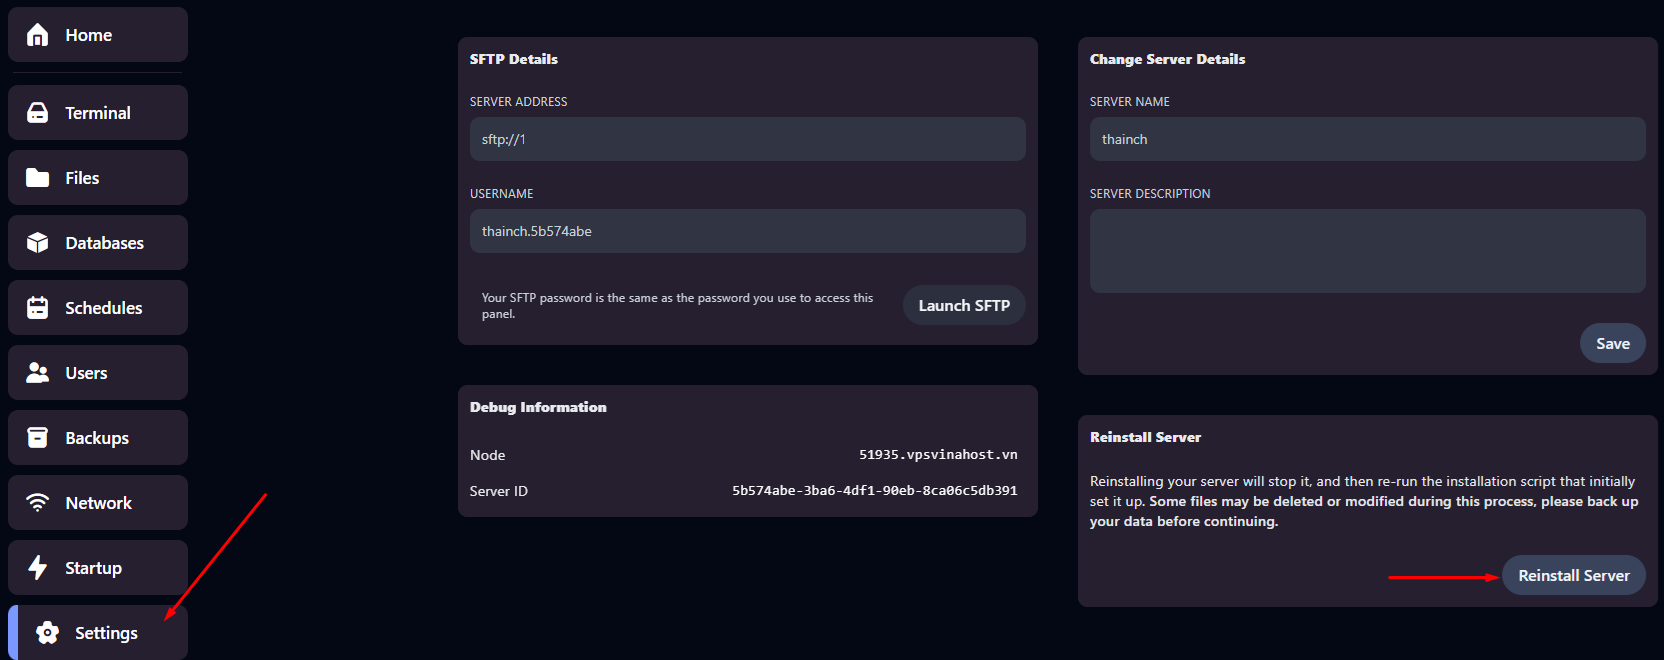 Home
Terminal
Files
Databases
Schedules
Users
Backups
Network
Startup
Settings
SFTP Details
SERVER ADDRESS
sftp://1
USERNAME
thainch.5b574abe
Your SFTP password is the same as the password you use to access this
panel.
Launch SFTP
Debug Information
Node
51935.vpsvinahost.vn
Server ID
5b574abe-3ba6-4df1-90eb-8ca06c5db391
Change Server Details
SERVER NAME
thainch
SERVER DESCRIPTION
Save
Reinstall Server
Reinstalling your server will stop it, and then re-run the installation script that initially
set it up. Some files may be deleted or modified during this process, please back up
your data before continuing.
Reinstall Server